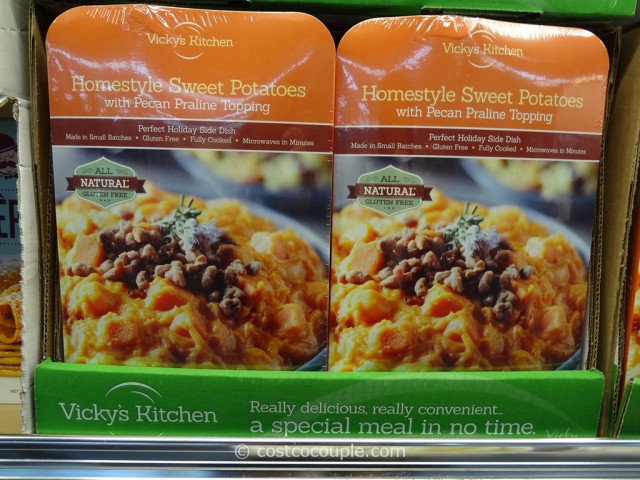 Vicky's Kitchen
Homestyle Sweet Potatoes
with Pecan Praline Topping
Perfect Holiday Side Dish
Made in Small Batches • Gluten Free • Fully Cooked • Microwaves in Minutes
ALL
NATURAL*
GLUTEN FREE
Vicky's Kitchen
Homestyle Sweet Potatoes
with Pecan Praline Topping
Perfect Holiday Side Dish
Made in Small Batches • Gluten Free • Fully Cooked • Microwaves in Minutes
ALL
NATURAL*
GLUTEN FREE
Vicky's Kitchen
Really delicious, really convenient...
a special meal in no time.
Vicky
© costcocouple.com